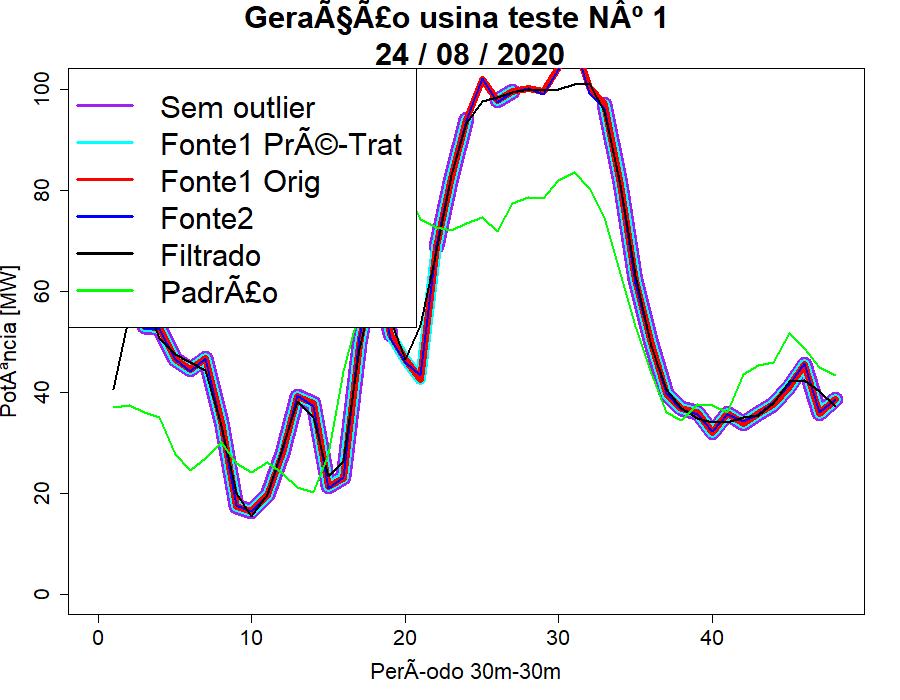 GeraÃ§Ã£o usina teste NÂº 1
24 / 08 / 2020
Sem outlier
Fonte1 PrÃ©-Trat
Fonte1 Orig
Fonte2
Filtrado
PadrÃ£o
PotÃªncia [MW]
100
80
60
40
20
0
0 10 20 30 40
PerÃ-odo 30m-30m